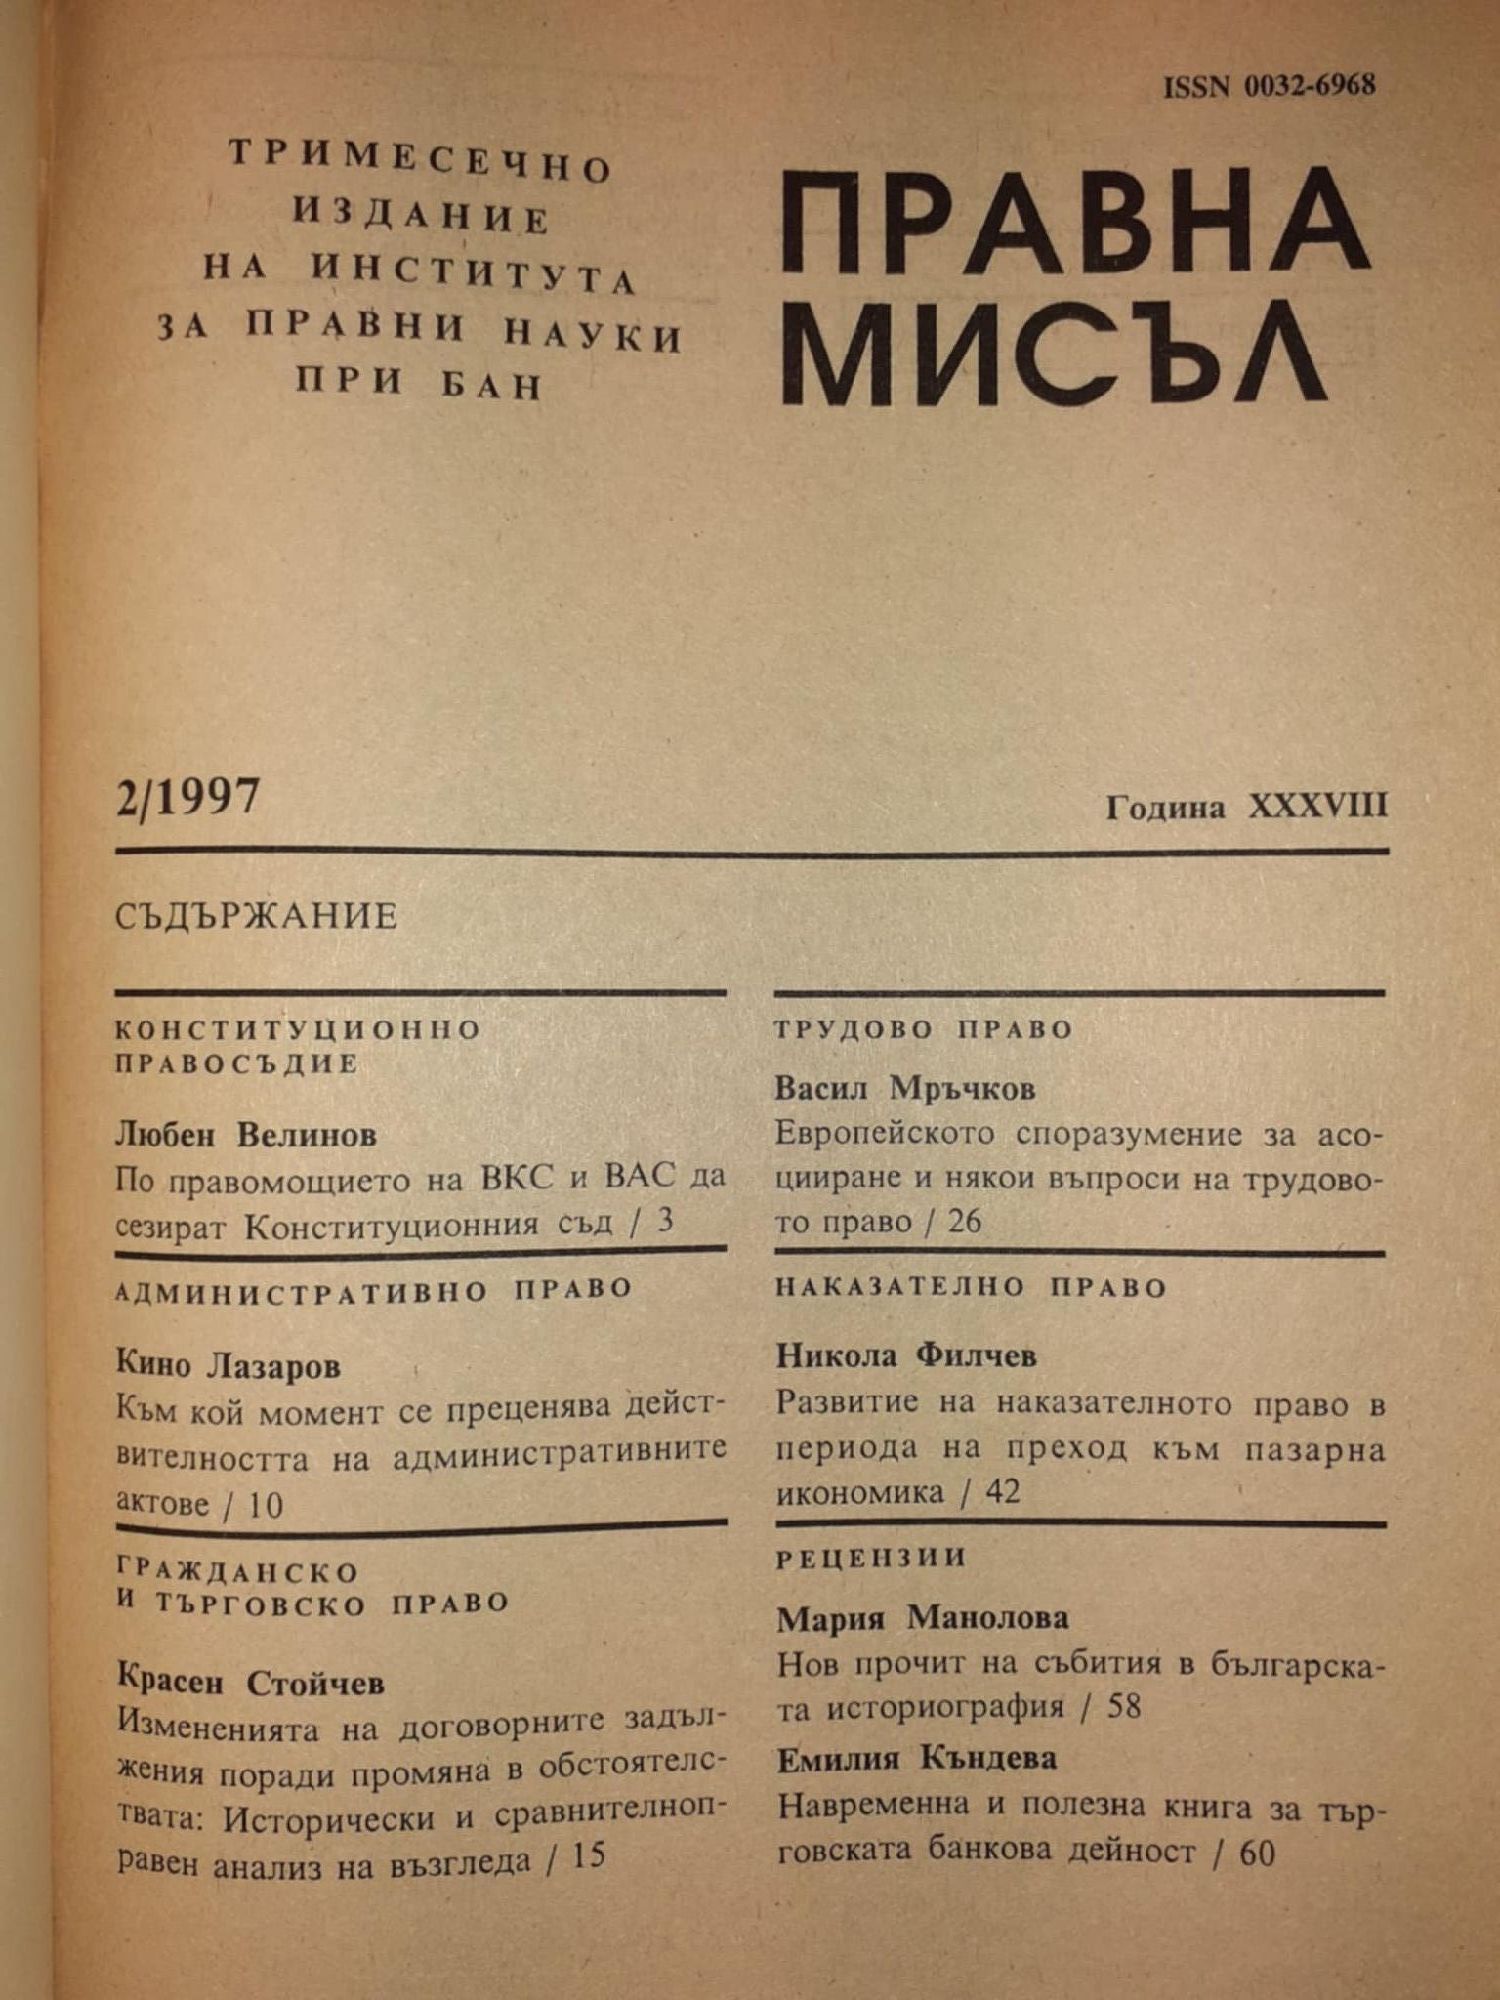 ISSN 0032-6968
ТРИМЕСЕЧНО
ИЗДАНИЕ
НА ИНСТИТУТА
ЗА ПРАВНИ НАУКИ
ПРИ БАН
ПРАВНА
МИСЪЛ
2/1997
Година XXXVIII
СЪДЪРЖАНИЕ
КОНСТИТУЦИОННО
ПРАВОСЪДИЕ
Любен Велинов
По правомощието на ВКС и ВАС да
сезират Конституционния съд / 3
АДМИНИСТРАТИВНО ПРАВО
Кино Лазаров
Към кой момент се преценява дейст-
вителността на административните
актове / 10
ГРАЖДАНСКО
И ТЪРГОВСКО ПРАВО
Красен Стойчев
Измененията на договорните задъл-
жения поради промяна в обстоятелс-
твата: Исторически и сравнителноп-
равен анализ на възгледа / 15
ТРУДОВО ПРАВО
Васил Мръчков
Европейското споразумение за асо-
цииране и някои въпроси на трудово-
то право / 26
НАКАЗАТЕЛНО ПРАВО
Никола Филчев
Развитие на наказателното право в
периода на преход към пазарна
икономика / 42
РЕЦЕНЗИИ
Мария Манолова
Нов прочит на събития в българска-
та историография / 58
Емилия Къндева
Навременна и полезна книга за тър-
говската банкова дейност / 60